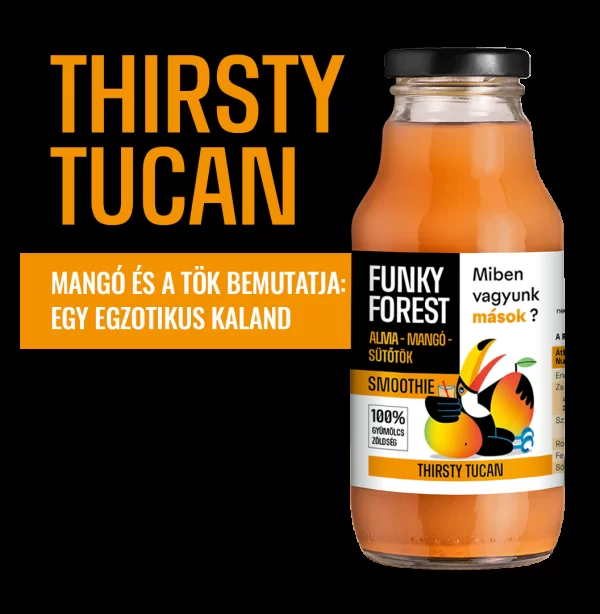 THIRSTY
TUCAN
MANGÓ ÉS A TÖK BEMUTATJA:
EGY EGZOTIKUS KALAND
FUNKY
FOREST
ALMA - MANGÓ -
SÜTŐTÖK
SMOOTHIE
100%
GYÜMÖLCS
ZÖLDSÉG
THIRSTY TUCAN
Miben
vagyunk
mások ?